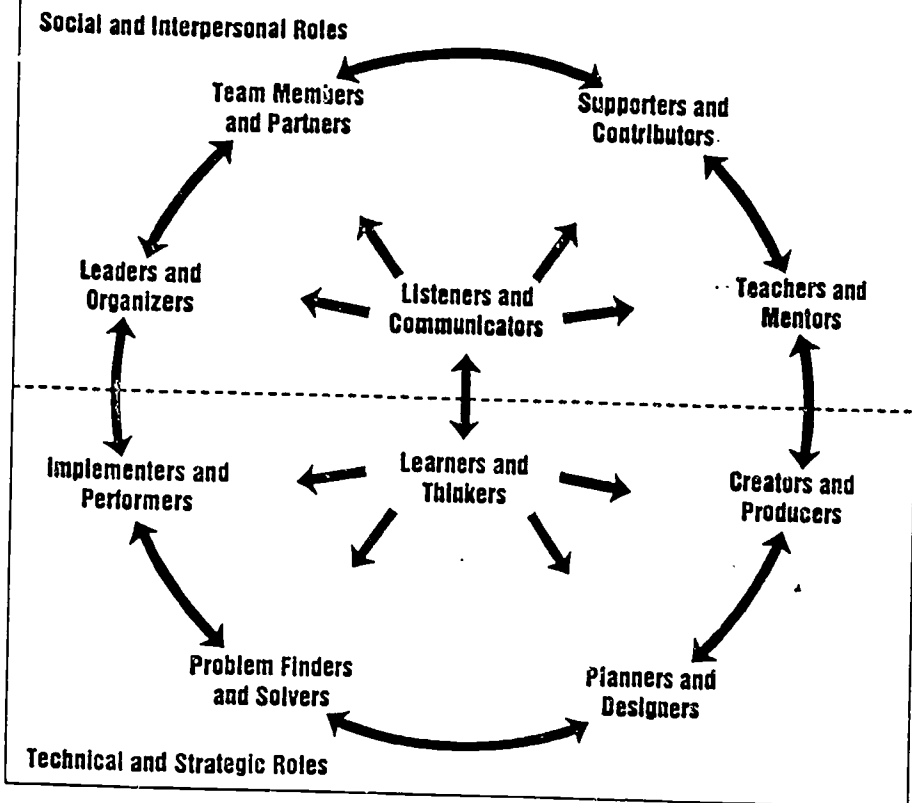 Social and Interpersonal Roles
Team Members
and Partners
Supporters and
Contributors
Leaders and
Organizers
Listeners and
Communicators
Teachers and
Mentors
Implementers and
Performers
Learners and
Thinkers
Creators and
Producers
Problem Finders
and Solvers
Planners and
Designers
Technical and Strategic Roles